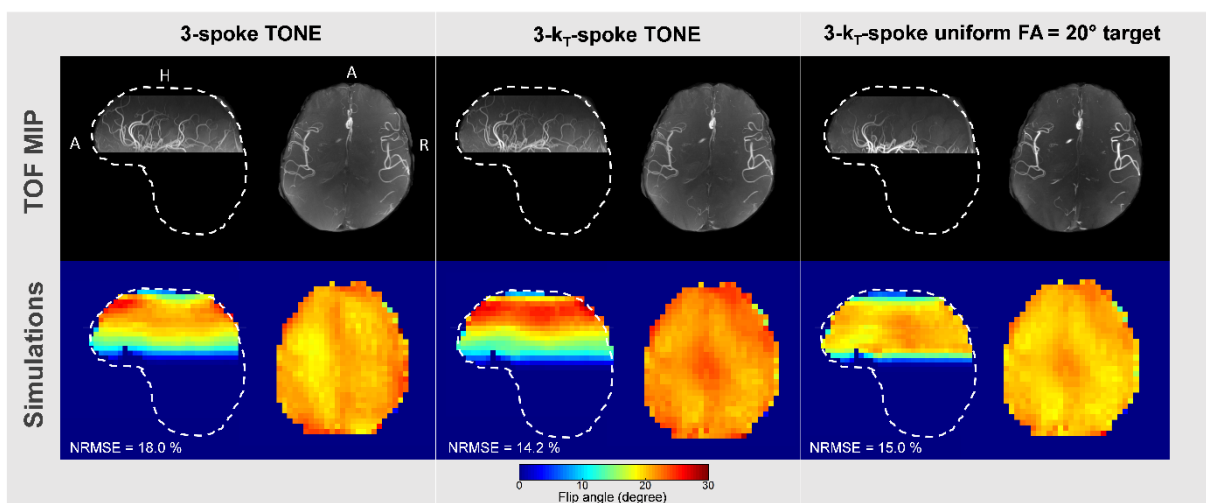 3-spoke TONE
3-kT-spoke TONE
3-kT-spoke uniform FA = 20° target
TOF MIP
H
A
A
R
Simulations
NRMSE = 18.0 %
NRMSE = 14.2 %
NRMSE = 15.0 %
0
10
20
30
Flip angle (degree)